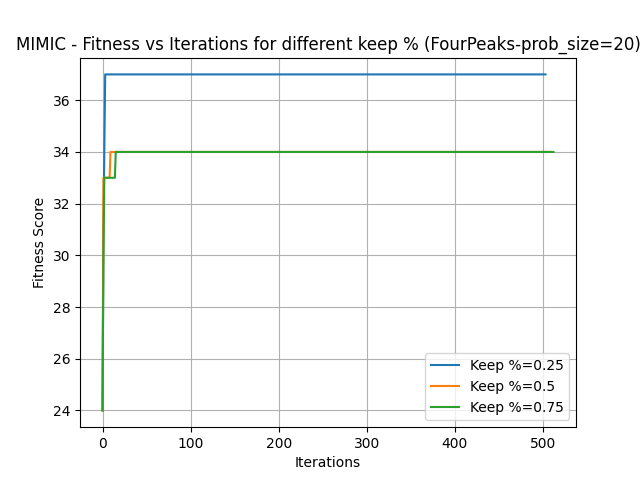 MIMIC - Fitness vs Iterations for different keep % (FourPeaks-prob_size=20)
Fitness Score
36
34
32
30
28
26
24
0 100 200 300 400 500
Iterations
Keep %=0.25
Keep %=0.5
Keep %=0.75